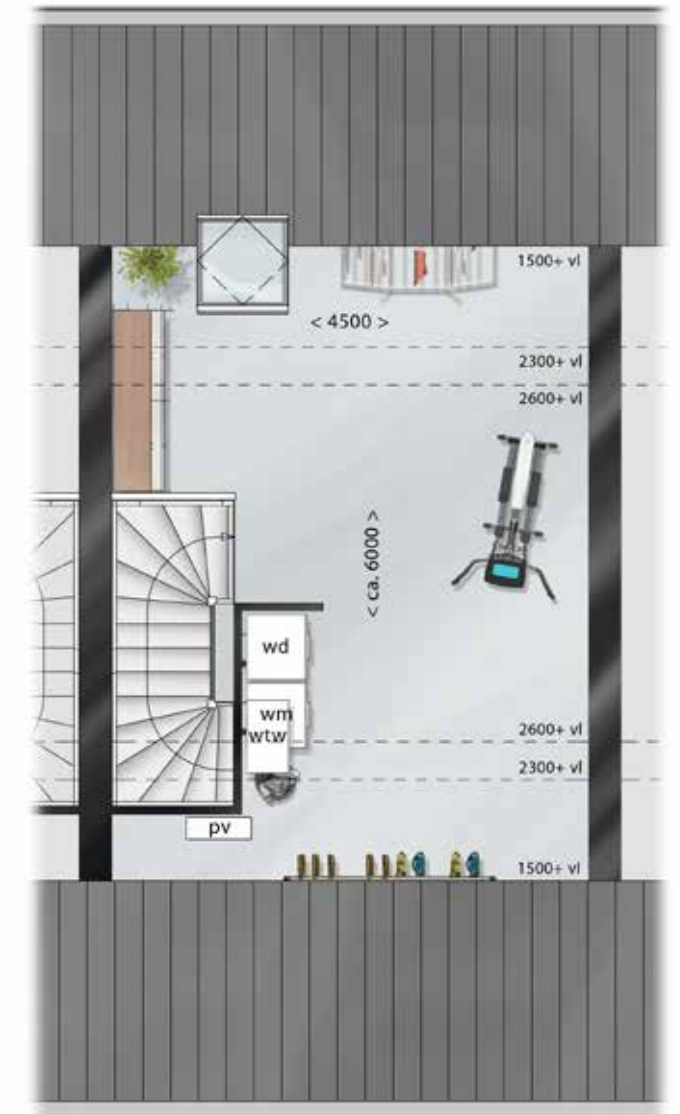 1500+ vl
< 4500 >
2300+ vl
2600+ vl
< ca. 6000 >
wd
wm
wtw
2600+ vl
2300+ vl
pv
1500+ vl